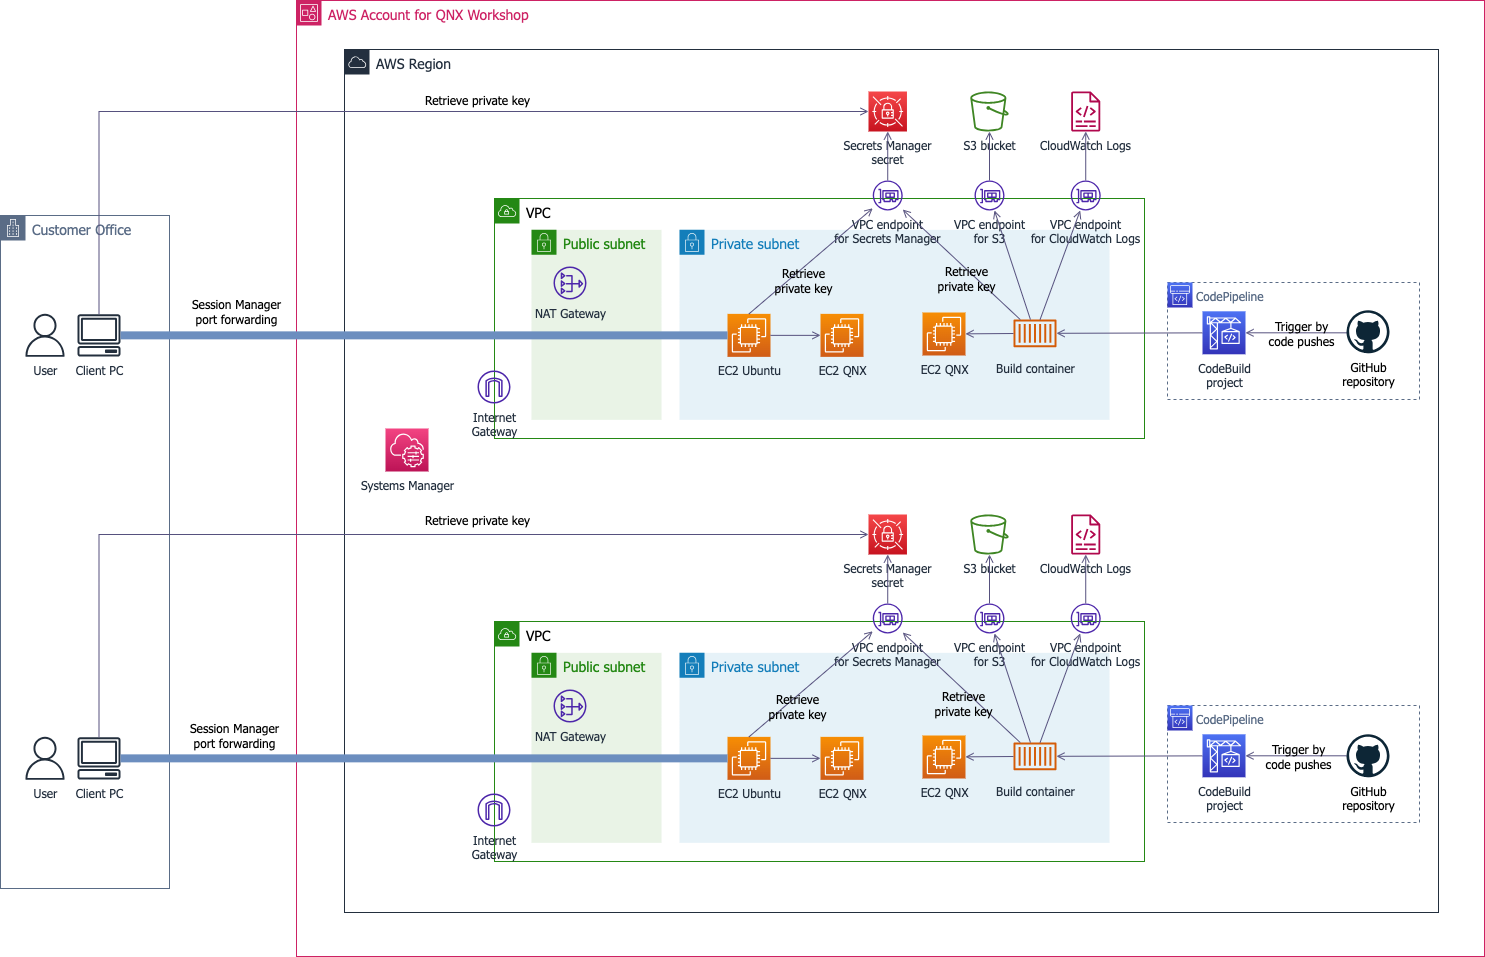 AWS Account for QNX Workshop
AWS Region
Retrieve private key
Secrets Manager
secret
S3 bucket
CloudWatch Logs
Customer Office
VPC
VPC endpoint
for Secrets Manager
VPC endpoint
for S3
VPC endpoint
for CloudWatch Logs
Public subnet
Private subnet
Retrieve
private key
Retrieve
private key
NAT Gateway
Session Manager
port forwarding
CodePipeline
Trigger by
code pushes
User
Client PC
EC2 Ubuntu
EC2 QNX
EC2 QNX
Build container
CodeBuild
project
GitHub
repository
Internet
Gateway
Systems Manager
Retrieve private key
Secrets Manager
secret
S3 bucket
CloudWatch Logs
VPC
VPC endpoint
for Secrets Manager
VPC endpoint
for S3
VPC endpoint
for CloudWatch Logs
Public subnet
Private subnet
Retrieve
private key
Retrieve
private key
NAT Gateway
Session Manager
port forwarding
CodePipeline
Trigger by
code pushes
User
Client PC
EC2 Ubuntu
EC2 QNX
EC2 QNX
Build container
CodeBuild
project
GitHub
repository
Internet
Gateway